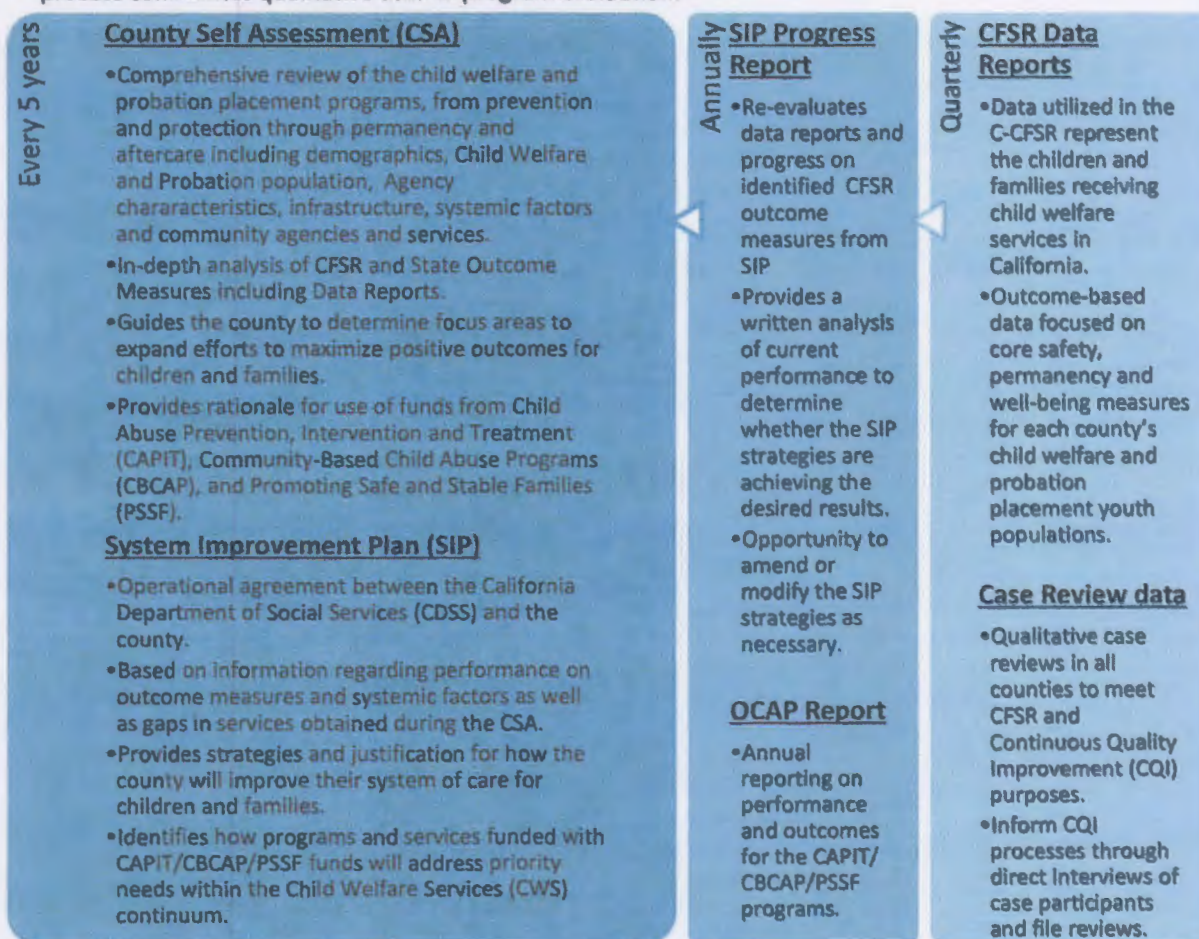 Every 5 years
County Self Assessment (CSA)
•Comprehensive review of the child welfare and
probation placement programs, from prevention
and protection through permanency and
aftercare including demographics, Child Welfare
and Probation population, Agency
chararacteristics, infrastructure, systemic factors
and community agencies and services.
•In-depth analysis of CFSR and State Outcome
Measures including Data Reports.
•Guides the county to determine focus areas to
expand efforts to maximize positive outcomes for
children and families.
•Provides rationale for use of funds from Child
Abuse Prevention, Intervention and Treatment
(CAPIT), Community-Based Child Abuse Programs
(CBCAP), and Promoting Safe and Stable Families
(PSSF).
System Improvement Plan (SIP)
•Operational agreement between the California
Department of Social Services (CDSS) and the
county.
•Based on information regarding performance on
outcome measures and systemic factors as well
as gaps in services obtained during the CSA.
•Provides strategies and justification for how the
county will improve their system of care for
children and families.
•Identifies how programs and services funded with
CAPIT/CBCAP/PSSF funds will address priority
needs within the Child Welfare Services (CWS)
continuum.
Annually
SIP Progress
Report
•Re-evaluates
data reports and
progress on
identified CFSR
outcome
measures from
SIP
•Provides a
written analysis
of current
performance to
determine
whether the SIP
strategies are
achieving the
desired results.
•Opportunity to
amend or
modify the SIP
strategies as
necessary.
OCAP Report
•Annual
reporting on
performance
and outcomes
for the CAPIT/
CBCAP/PSSF
programs.
Quarterly
CFSR Data
Reports
•Data utilized in the
C-CFSR represent
the children and
families receiving
child welfare
services in
California.
•Outcome-based
data focused on
core safety,
permanency and
well-being measures
for each county's
child welfare and
probation
placement youth
populations.
Case Review data
•Qualitative case
reviews in all
counties to meet
CFSR and
Continuous Quality
Improvement (CQI)
purposes.
•Inform CQI
processes through
direct interviews of
case participants
and file reviews.